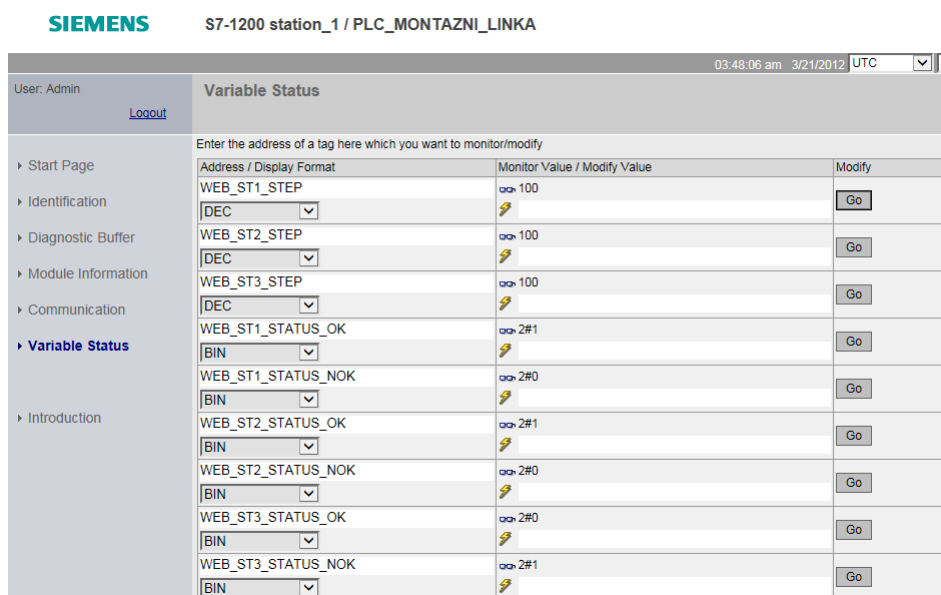 SIEMENS S7-1200 station_1 / PLC_MONTAZNI_LINKA
03:48:06 am 3/21/2012 UTC
User: Admin
Logout
Variable Status
Start Page
Identification
Diagnostic Buffer
Module Information
Communication
Variable Status
Introduction
Enter the address of a tag here which you want to monitor/modify
Address / Display Format Monitor Value / Modify Value Modify
WEB_ST1_STEP 100
DEC Go
WEB_ST2_STEP 100
DEC Go
WEB_ST3_STEP 100
DEC Go
WEB_ST1_STATUS_OK 2#1
BIN Go
WEB_ST1_STATUS_NOK 2#0
BIN Go
WEB_ST2_STATUS_OK 2#1
BIN Go
WEB_ST2_STATUS_NOK 2#0
BIN Go
WEB_ST3_STATUS_OK 2#0
BIN Go
WEB_ST3_STATUS_NOK 2#1
BIN Go